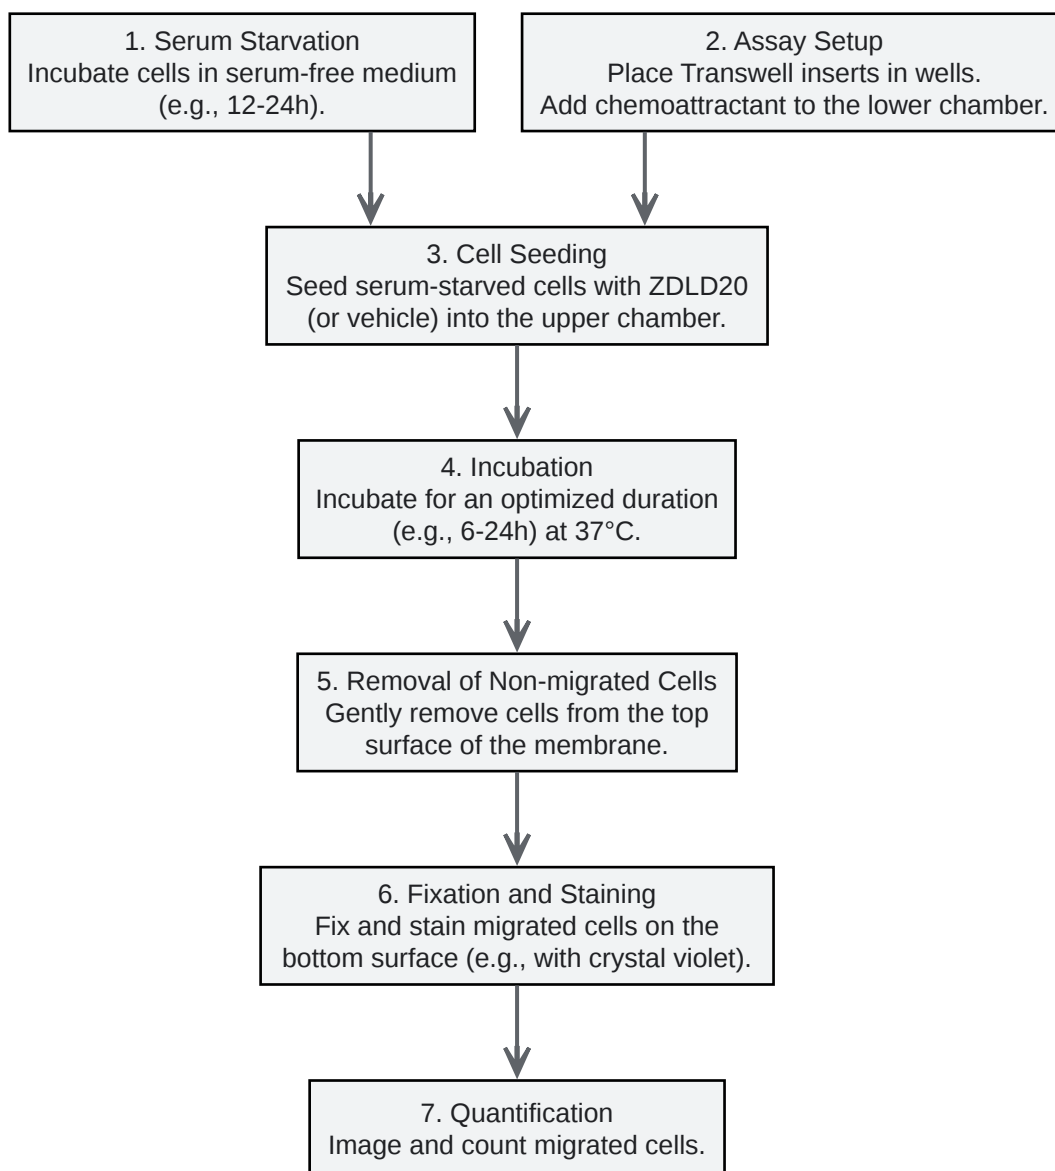 1. Serum Starvation
Incubate cells in serum-free medium
(e.g., 12-24h).
2. Assay Setup
Place Transwell inserts in wells.
Add chemoattractant to the lower chamber.
3. Cell Seeding
Seed serum-starved cells with ZDLD20
(or vehicle) into the upper chamber.
4. Incubation
Incubate for an optimized duration
(e.g., 6-24h) at 37°C.
5. Removal of Non-migrated Cells
Gently remove cells from the top
surface of the membrane.
6. Fixation and Staining
Fix and stain migrated cells on the
bottom surface (e.g., with crystal violet).
7. Quantification
Image and count migrated cells.